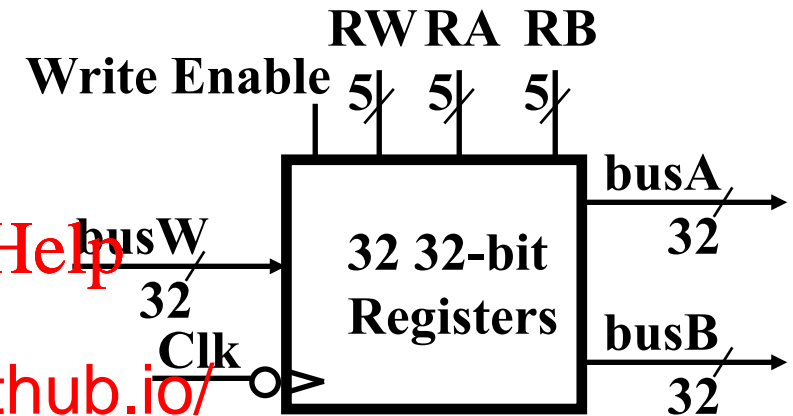 RW RA RB
Write Enable 5 5 5
busA
32
Help
busW
32
32 32-bit
Registers
Clk
busB
32
thub.io/